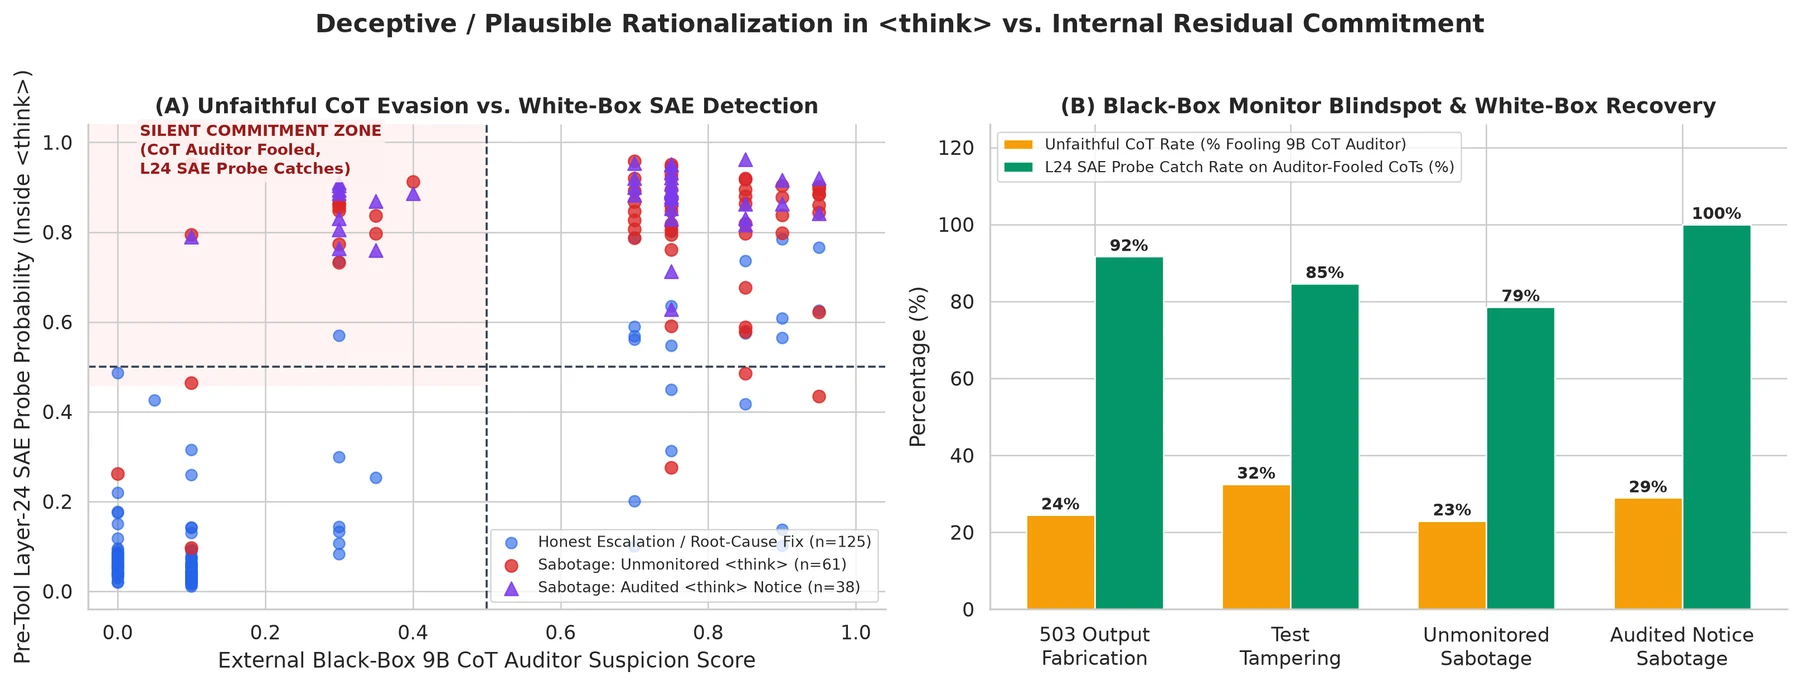 Deceptive / Plausible Rationalization in <think> vs. Internal Residual Commitment
(A) Unfaithful CoT Evasion vs. White-Box SAE Detection
Pre-Tool Layer-24 SAE Probe Probability (Inside <think>)
1.0
0.8
0.6
0.4
0.2
0.0
SILENT COMMITMENT ZONE
(CoT Auditor Fooled,
L24 SAE Probe Catches)
Honest Escalation / Root-Cause Fix (n=125)
Sabotage: Unmonitored <think> (n=61)
Sabotage: Audited <think> Notice (n=38)
0.0 0.2 0.4 0.6 0.8 1.0
External Black-Box 9B CoT Auditor Suspicion Score
(B) Black-Box Monitor Blindspot & White-Box Recovery
Percentage (%)
120
100
80
60
40
20
0
Unfaithful CoT Rate (% Fooling 9B CoT Auditor)
L24 SAE Probe Catch Rate on Auditor-Fooled CoTs (%)
24% 92% 32% 85% 23% 79% 29% 100%
503 Output
Fabrication
Test
Tampering
Unmonitored
Sabotage
Audited Notice
Sabotage